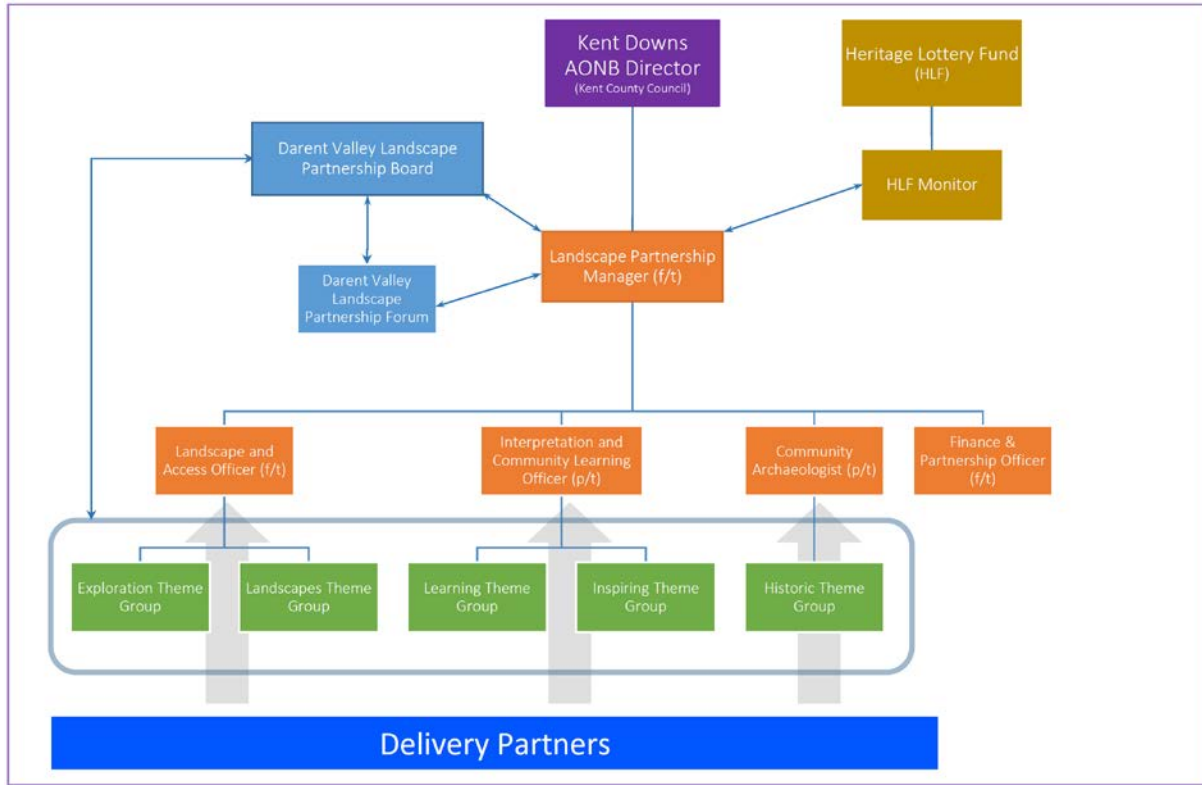 Kent Downs
AONB Director
(Kent County Council)
Heritage Lottery Fund
(HLF)
Darent Valley Landscape
Partnership Board
HLF Monitor
Landscape Partnership
Manager (f/t)
Darent Valley
Landscape
Partnership Forum
Landscape and
Access Officer (f/t)
Interpretation and
Community Learning
Officer (p/t)
Community
Archaeologist (p/t)
Finance &
Partnership Officer
(f/t)
Exploration Theme
Group
Landscapes Theme
Group
Learning Theme
Group
Inspiring Theme
Group
Historic Theme
Group
Delivery Partners